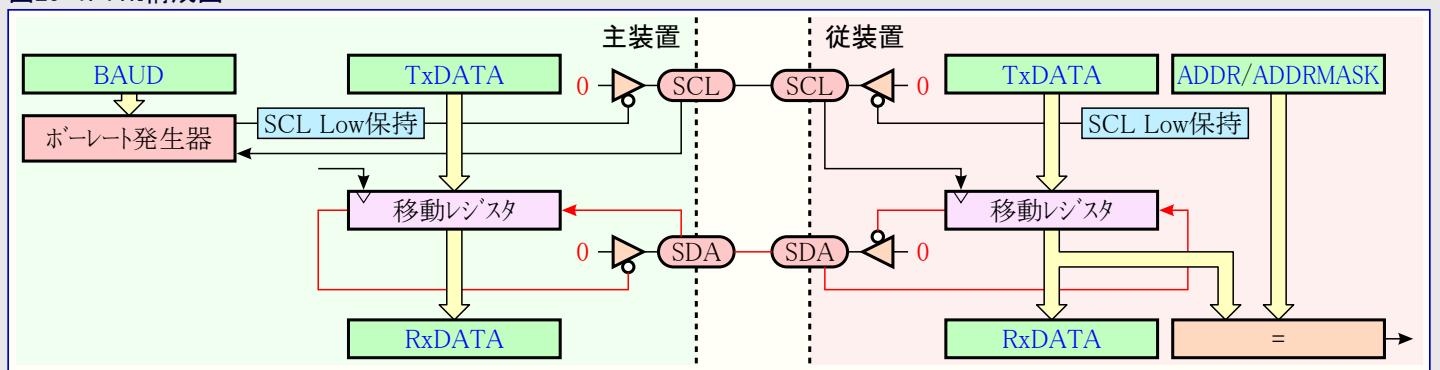 主装置 従装置
BAUD TxDATA 0 SCL SCL 0 TxDATA ADDR/ADDRMASK
ﾎﾞｰﾚｰﾄ発生器 SCL Low保持 SCL Low保持
移動ﾚｼﾞｽﾀ 移動ﾚｼﾞｽﾀ
0 SDA SDA 0
RxDATA RxDATA =